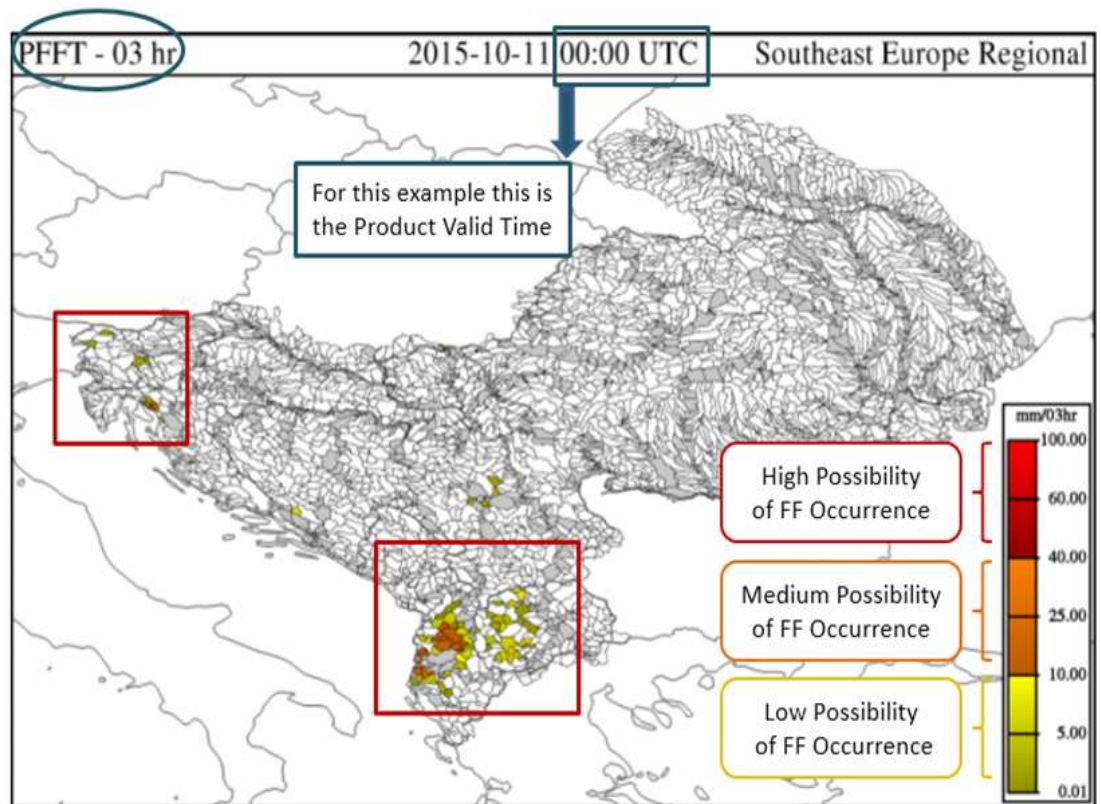 PFFT - 03 hr 2015-10-11 00:00 UTC Southeast Europe Regional
For this example this is
the Product Valid Time
mm/03hr
100.00
High Possibility
of FF Occurrence
60.00
40.00
Medium Possibility
of FF Occurrence
25.00
10.00
Low Possibility
of FF Occurrence
5.00
0.01